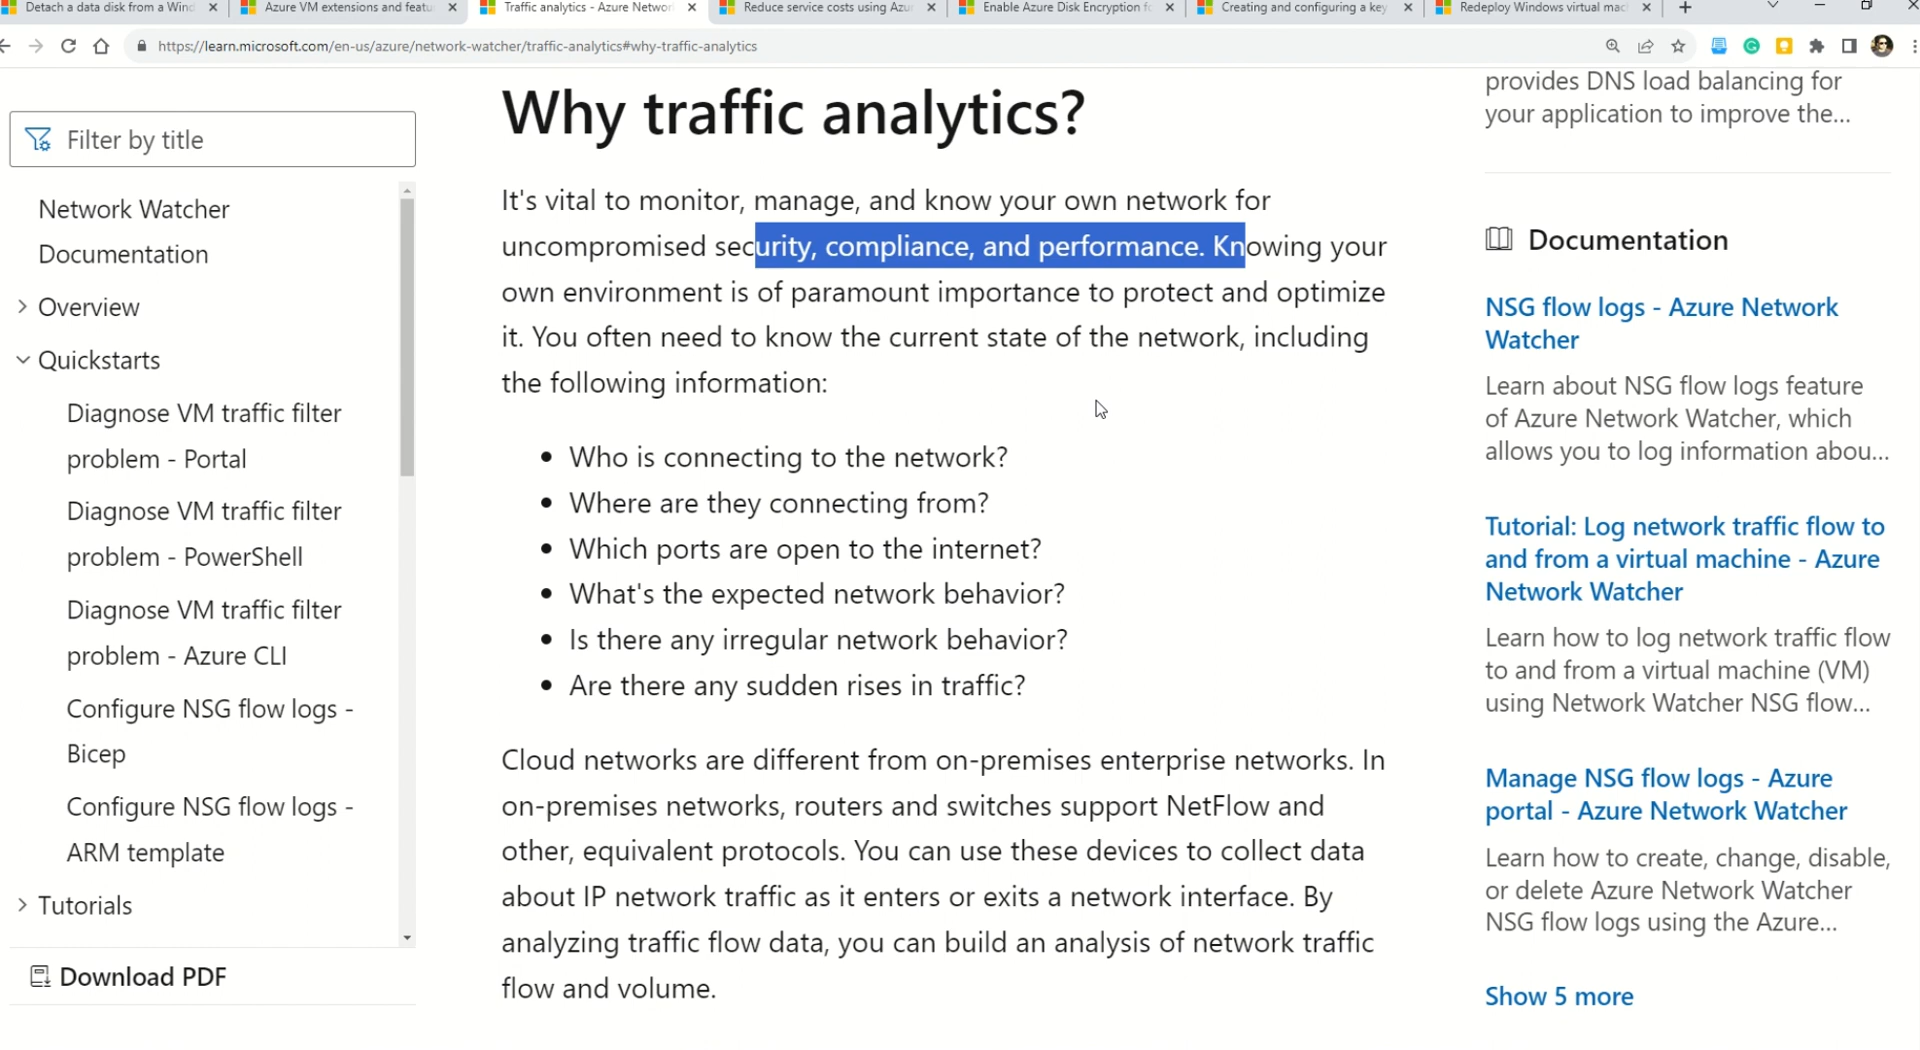 Detach a data disk from a Wind
Azure VM extensions and featu
Traffic analytics - Azure Networ
Reduce service costs using Azur
Enable Azure Disk Encryption fo
Creating and configuring a key
Redeploy Windows virtual mac
https://learn.microsoft.com/en-us/azure/network-watcher/traffic-analytics#why-traffic-analytics
Filter by title
Network Watcher
Documentation
Overview
Quickstarts
Diagnose VM traffic filter
problem - Portal
Diagnose VM traffic filter
problem - PowerShell
Diagnose VM traffic filter
problem - Azure CLI
Configure NSG flow logs -
Bicep
Configure NSG flow logs -
ARM template
Tutorials
Download PDF
Why traffic analytics?
It's vital to monitor, manage, and know your own network for
uncompromised security, compliance, and performance. Knowing your
own environment is of paramount importance to protect and optimize
it. You often need to know the current state of the network, including
the following information:
• Who is connecting to the network?
• Where are they connecting from?
• Which ports are open to the internet?
• What's the expected network behavior?
• Is there any irregular network behavior?
• Are there any sudden rises in traffic?
Cloud networks are different from on-premises enterprise networks. In
on-premises networks, routers and switches support NetFlow and
other, equivalent protocols. You can use these devices to collect data
about IP network traffic as it enters or exits a network interface. By
analyzing traffic flow data, you can build an analysis of network traffic
flow and volume.
provides DNS load balancing for
your application to improve the...
Documentation
NSG flow logs - Azure Network
Watcher
Learn about NSG flow logs feature
of Azure Network Watcher, which
allows you to log information abou...
Tutorial: Log network traffic flow to
and from a virtual machine - Azure
Network Watcher
Learn how to log network traffic flow
to and from a virtual machine (VM)
using Network Watcher NSG flow...
Manage NSG flow logs - Azure
portal - Azure Network Watcher
Learn how to create, change, disable,
or delete Azure Network Watcher
NSG flow logs using the Azure...
Show 5 more